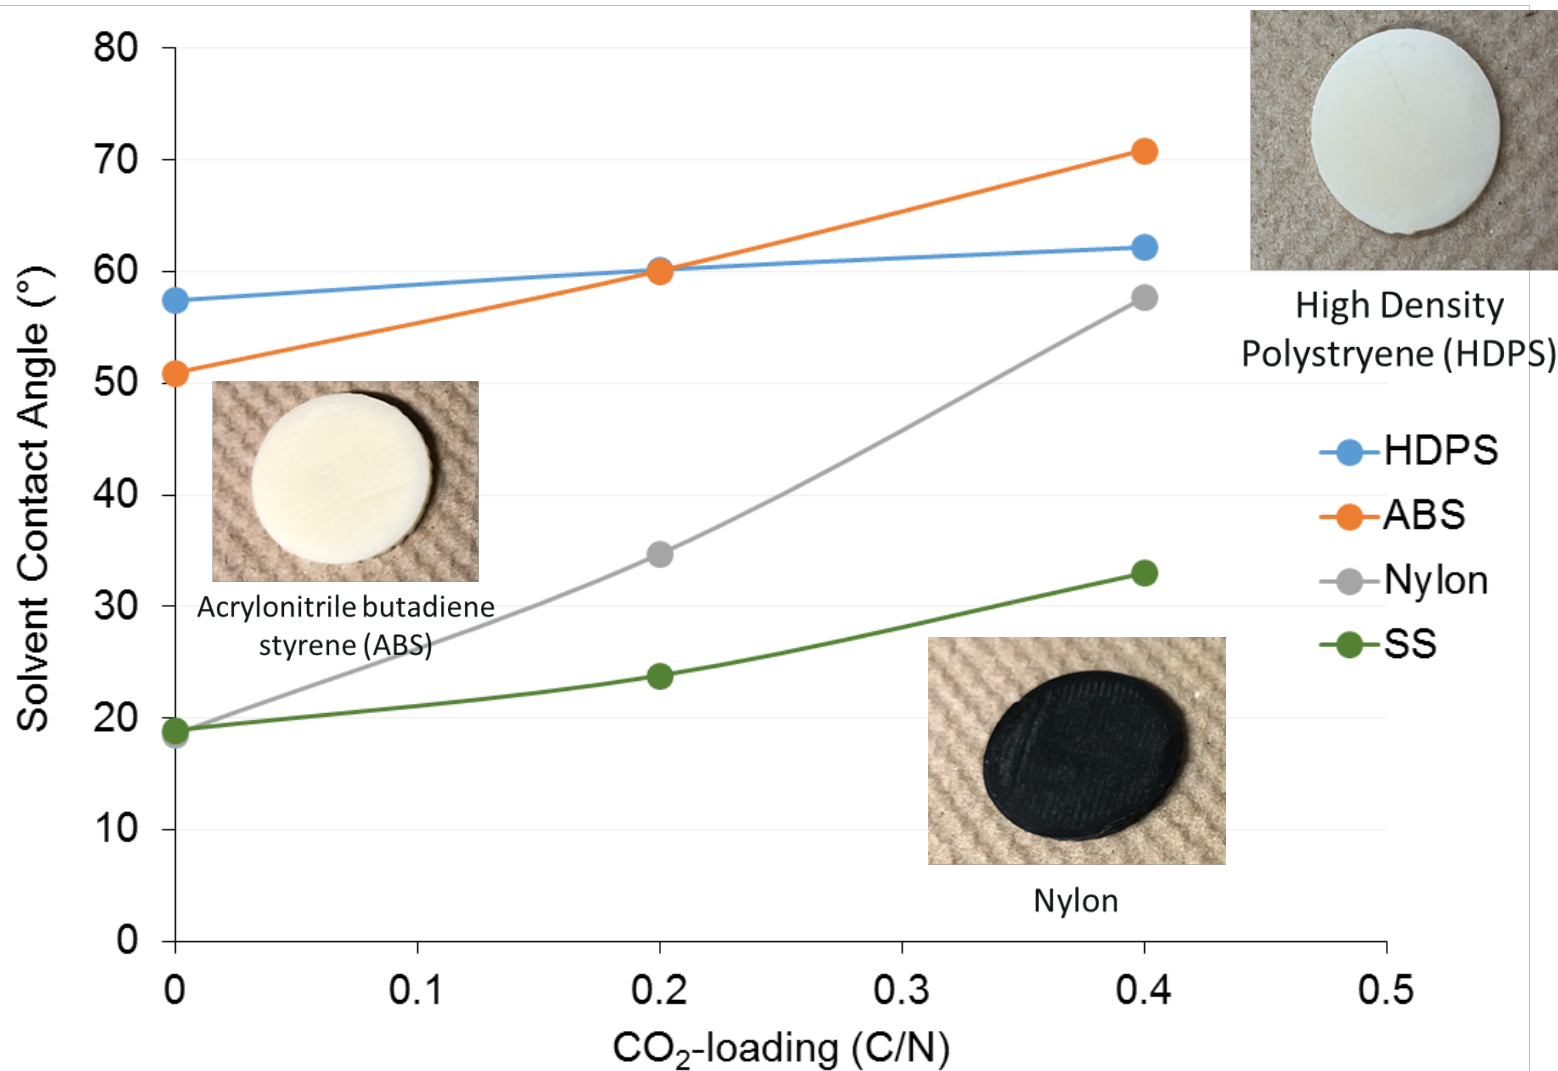 80
70
60
50
40
30
20
10
0
Solvent Contact Angle (°)
0
0.1
0.2
0.3
0.4
0.5
CO₂-loading (C/N)
Acrylonitrile butadiene
styrene (ABS)
High Density
Polystryene (HDPS)
HDPS
ABS
Nylon
SS
Nylon